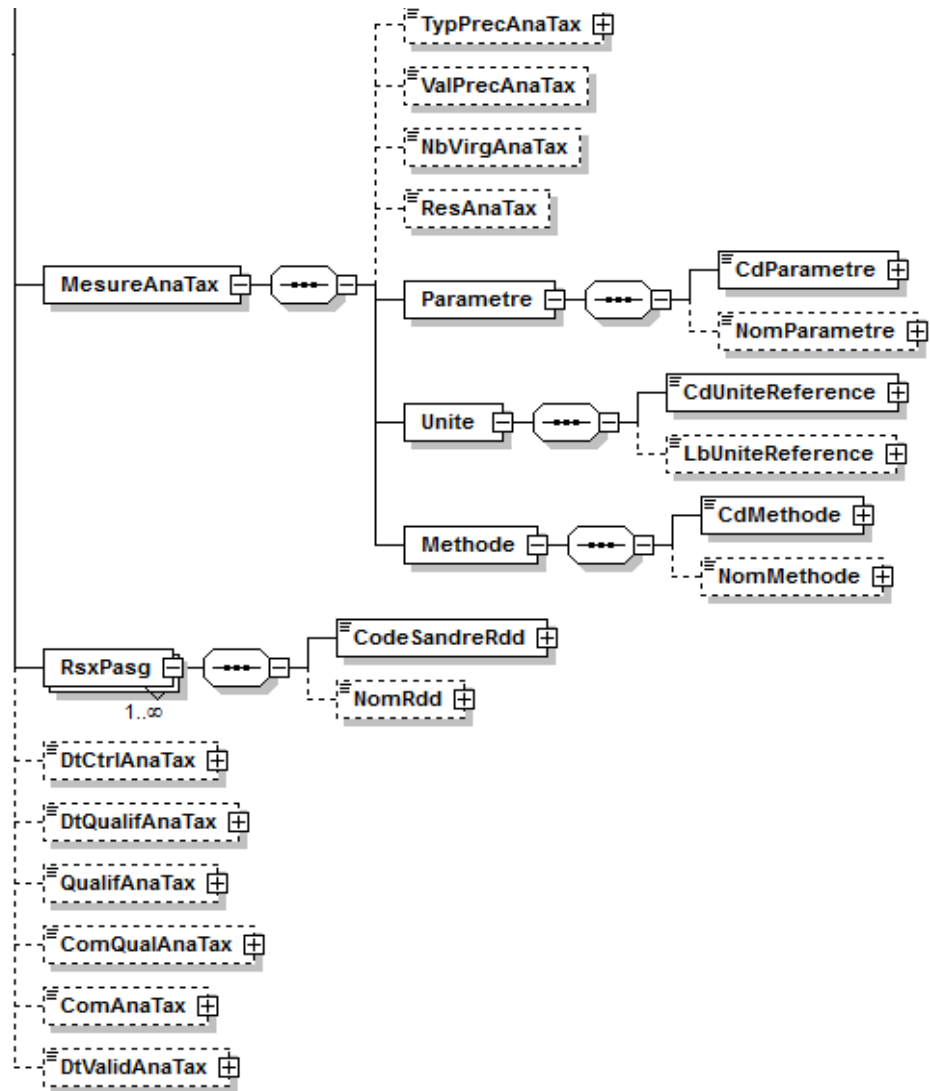 TypPrecAnaTax
ValPrecAnaTax
NbVirgAnaTax
ResAnaTax
MesureAnaTax
Parametre
CdParametre
NomParametre
Unite
CdUniteReference
LbUniteReference
Methode
CdMethode
NomMethode
RsxPasg
1..∞
CodeSandreRdd
NomRdd
DtCtrlAnaTax
DtQualifAnaTax
QualifAnaTax
ComQualAnaTax
ComAnaTax
DtValidAnaTax